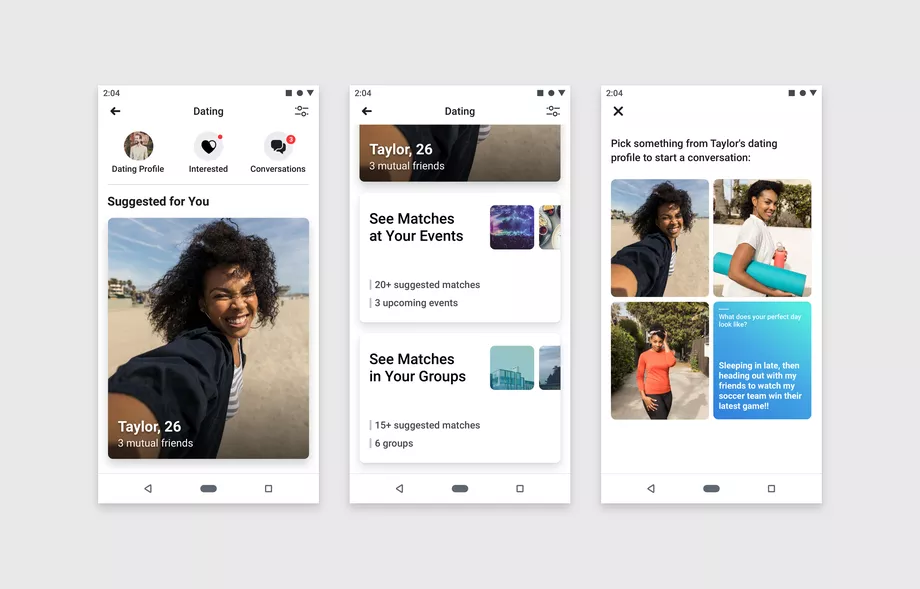 2:04
Dating
3
Dating Profile
Interested
Conversations
Suggested for You
Taylor, 26
3 mutual friends
2:04
Dating
Taylor, 26
3 mutual friends
See Matches
at Your Events
20+ suggested matches
3 upcoming events
See Matches
in Your Groups
15+ suggested matches
6 groups
2:04
Pick something from Taylor's dating
profile to start a conversation:
What does your perfect day
look like?
Sleeping in late, then
heading out with my
friends to watch my
soccer team win their
latest game!!